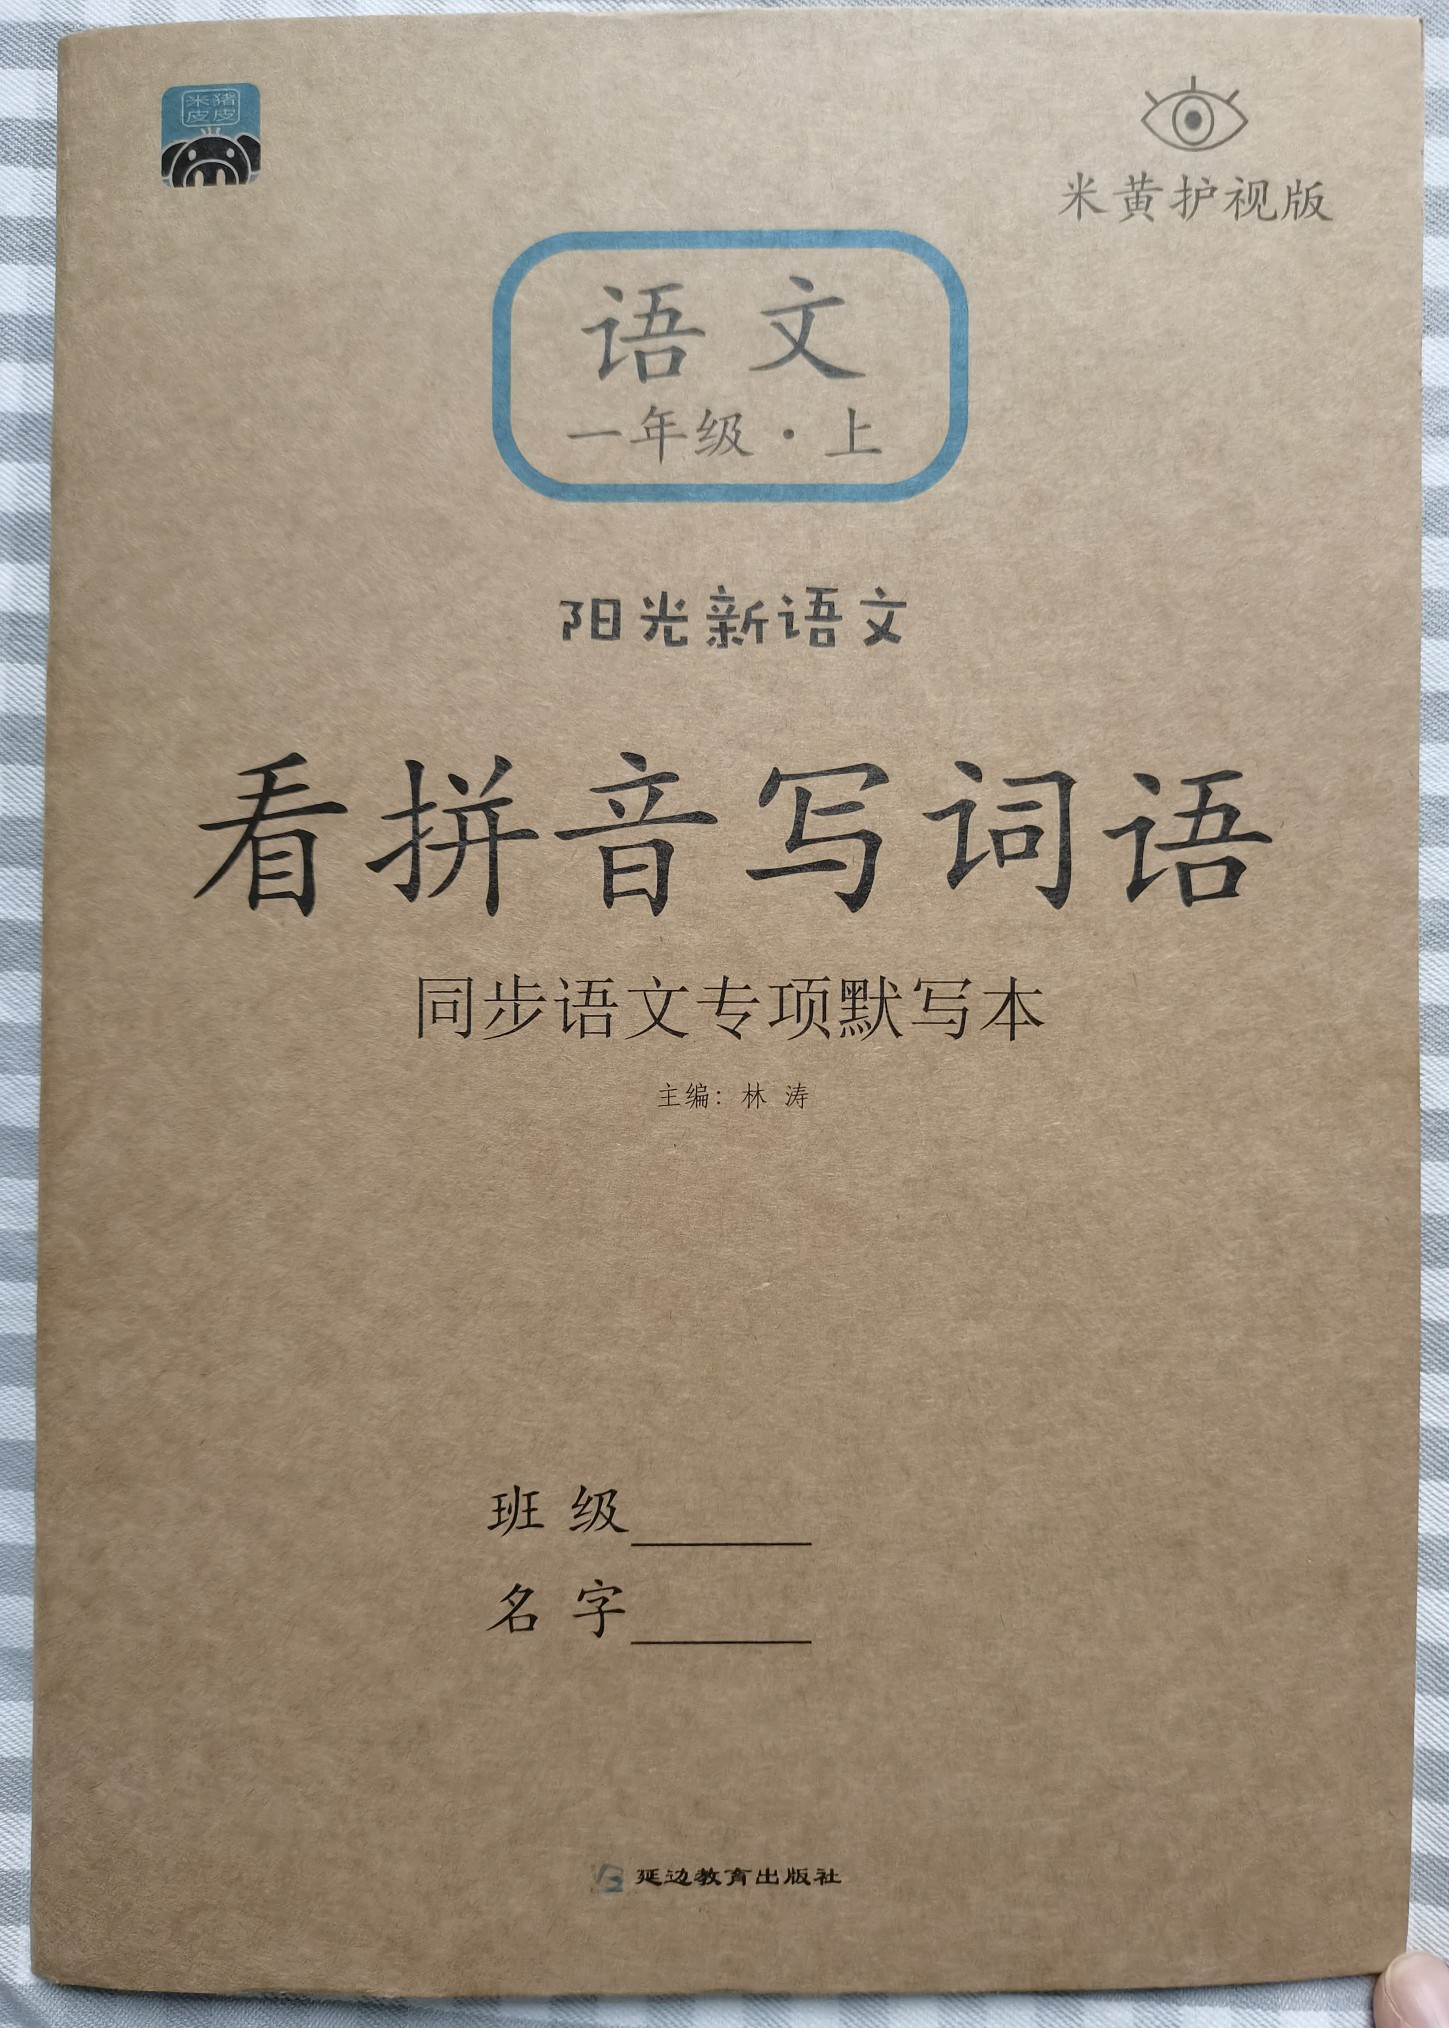 米猪
皮皮
米黄护视版
语文
一年级·上
阳光新语文
看拼音写词语
同步语文专项默写本
主编：林 涛
班 级
名 字
延边教育出版社